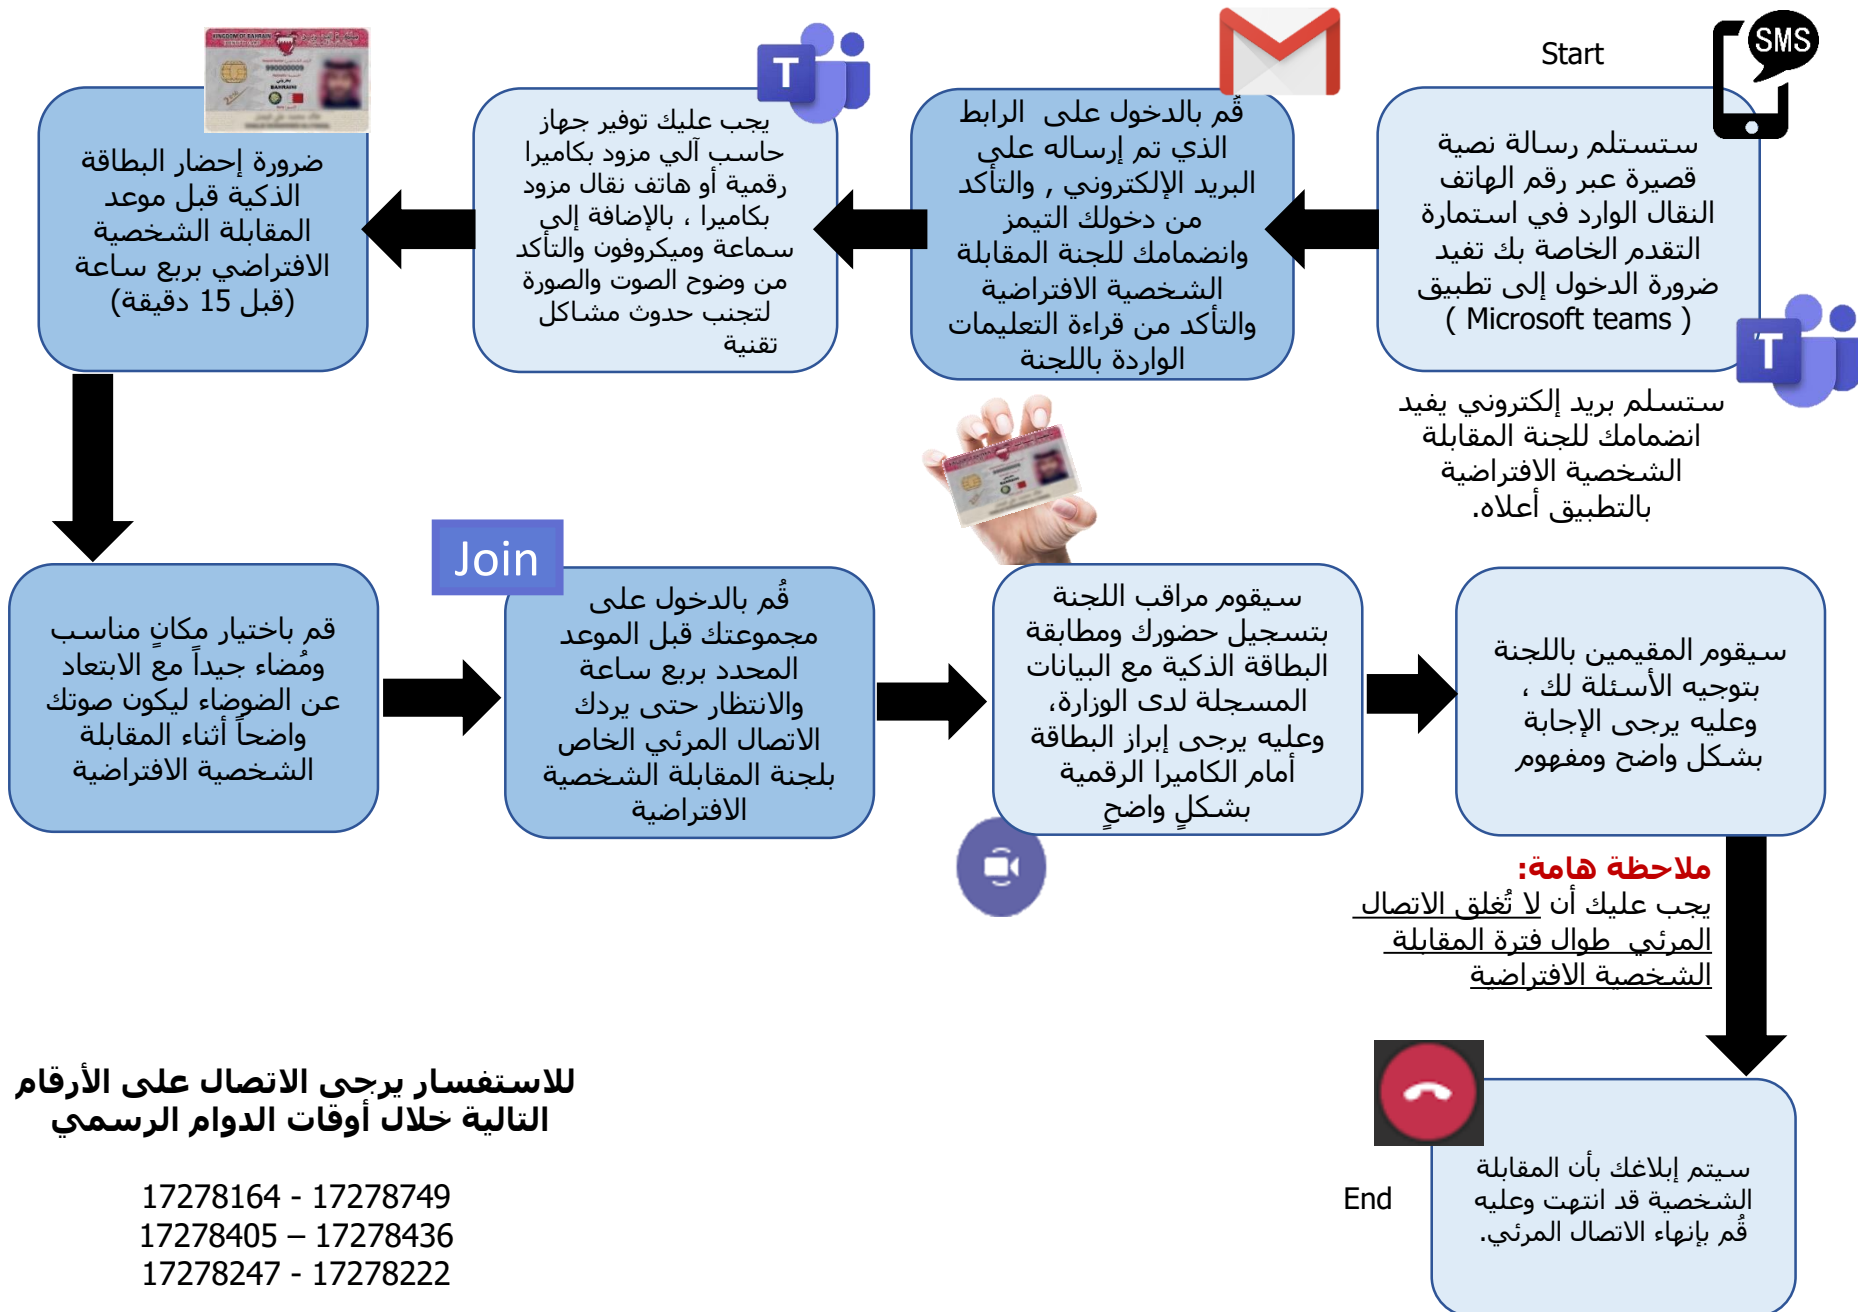 Start
SMS
ستستلم رسالة نصية
قصيرة عبر رقم الهاتف
النقال الوارد في استمارة
التقدم الخاصة بك تفيد
ضرورة الدخول إلى تطبيق
( Microsoft teams )
T
ستسلم بريد إلكتروني يفيد
انضمامك للجنة المقابلة
الشخصية الافتراضية
بالتطبيق أعلاه.
قُم بالدخول على الرابط
الذي تم إرساله على
البريد الإلكتروني , والتأكد
من دخولك التيمز
وانضمامك للجنة المقابلة
الشخصية الافتراضية
والتأكد من قراءة التعليمات
الواردة باللجنة
T
يجب عليك توفير جهاز
حاسب آلي مزود بكاميرا
رقمية أو هاتف نقال مزود
بكاميرا ، بالإضافة إلى
سماعة وميكروفون والتأكد
من وضوح الصوت والصورة
لتجنب حدوث مشاكل
تقنية
KINGDOM OF BAHRAIN
990000009
بحريني
BAHRAINI
ضرورة إحضار البطاقة
الذكية قبل موعد
المقابلة الشخصية
الافتراضي بربع ساعة
(قبل 15 دقيقة)
قم باختيار مكانٍ مناسب
ومُضاء جيداً مع الابتعاد
عن الضوضاء ليكون صوتك
واضحاً أثناء المقابلة
الشخصية الافتراضية
Join
قُم بالدخول على
مجموعتك قبل الموعد
المحدد بربع ساعة
والانتظار حتى يردك
الاتصال المرئي الخاص
بلجنة المقابلة الشخصية
الافتراضية
سيقوم مراقب اللجنة
بتسجيل حضورك ومطابقة
البطاقة الذكية مع البيانات
المسجلة لدى الوزارة،
وعليه يرجى إبراز البطاقة
أمام الكاميرا الرقمية
بشكلٍ واضحٍ
سيقوم المقيمين باللجنة
بتوجيه الأسئلة لك ،
وعليه يرجى الإجابة
بشكل واضح ومفهوم
ملاحظة هامة:
يجب عليك أن لا تُغلق الاتصال
المرئي طوال فترة المقابلة
الشخصية الافتراضية
سيتم إبلاغك بأن المقابلة
الشخصية قد انتهت وعليه
قُم بإنهاء الاتصال المرئي.
End
للاستفسار يرجى الاتصال على الأرقام
التالية خلال أوقات الدوام الرسمي
17278164 - 17278749
17278405 – 17278436
17278247 - 17278222